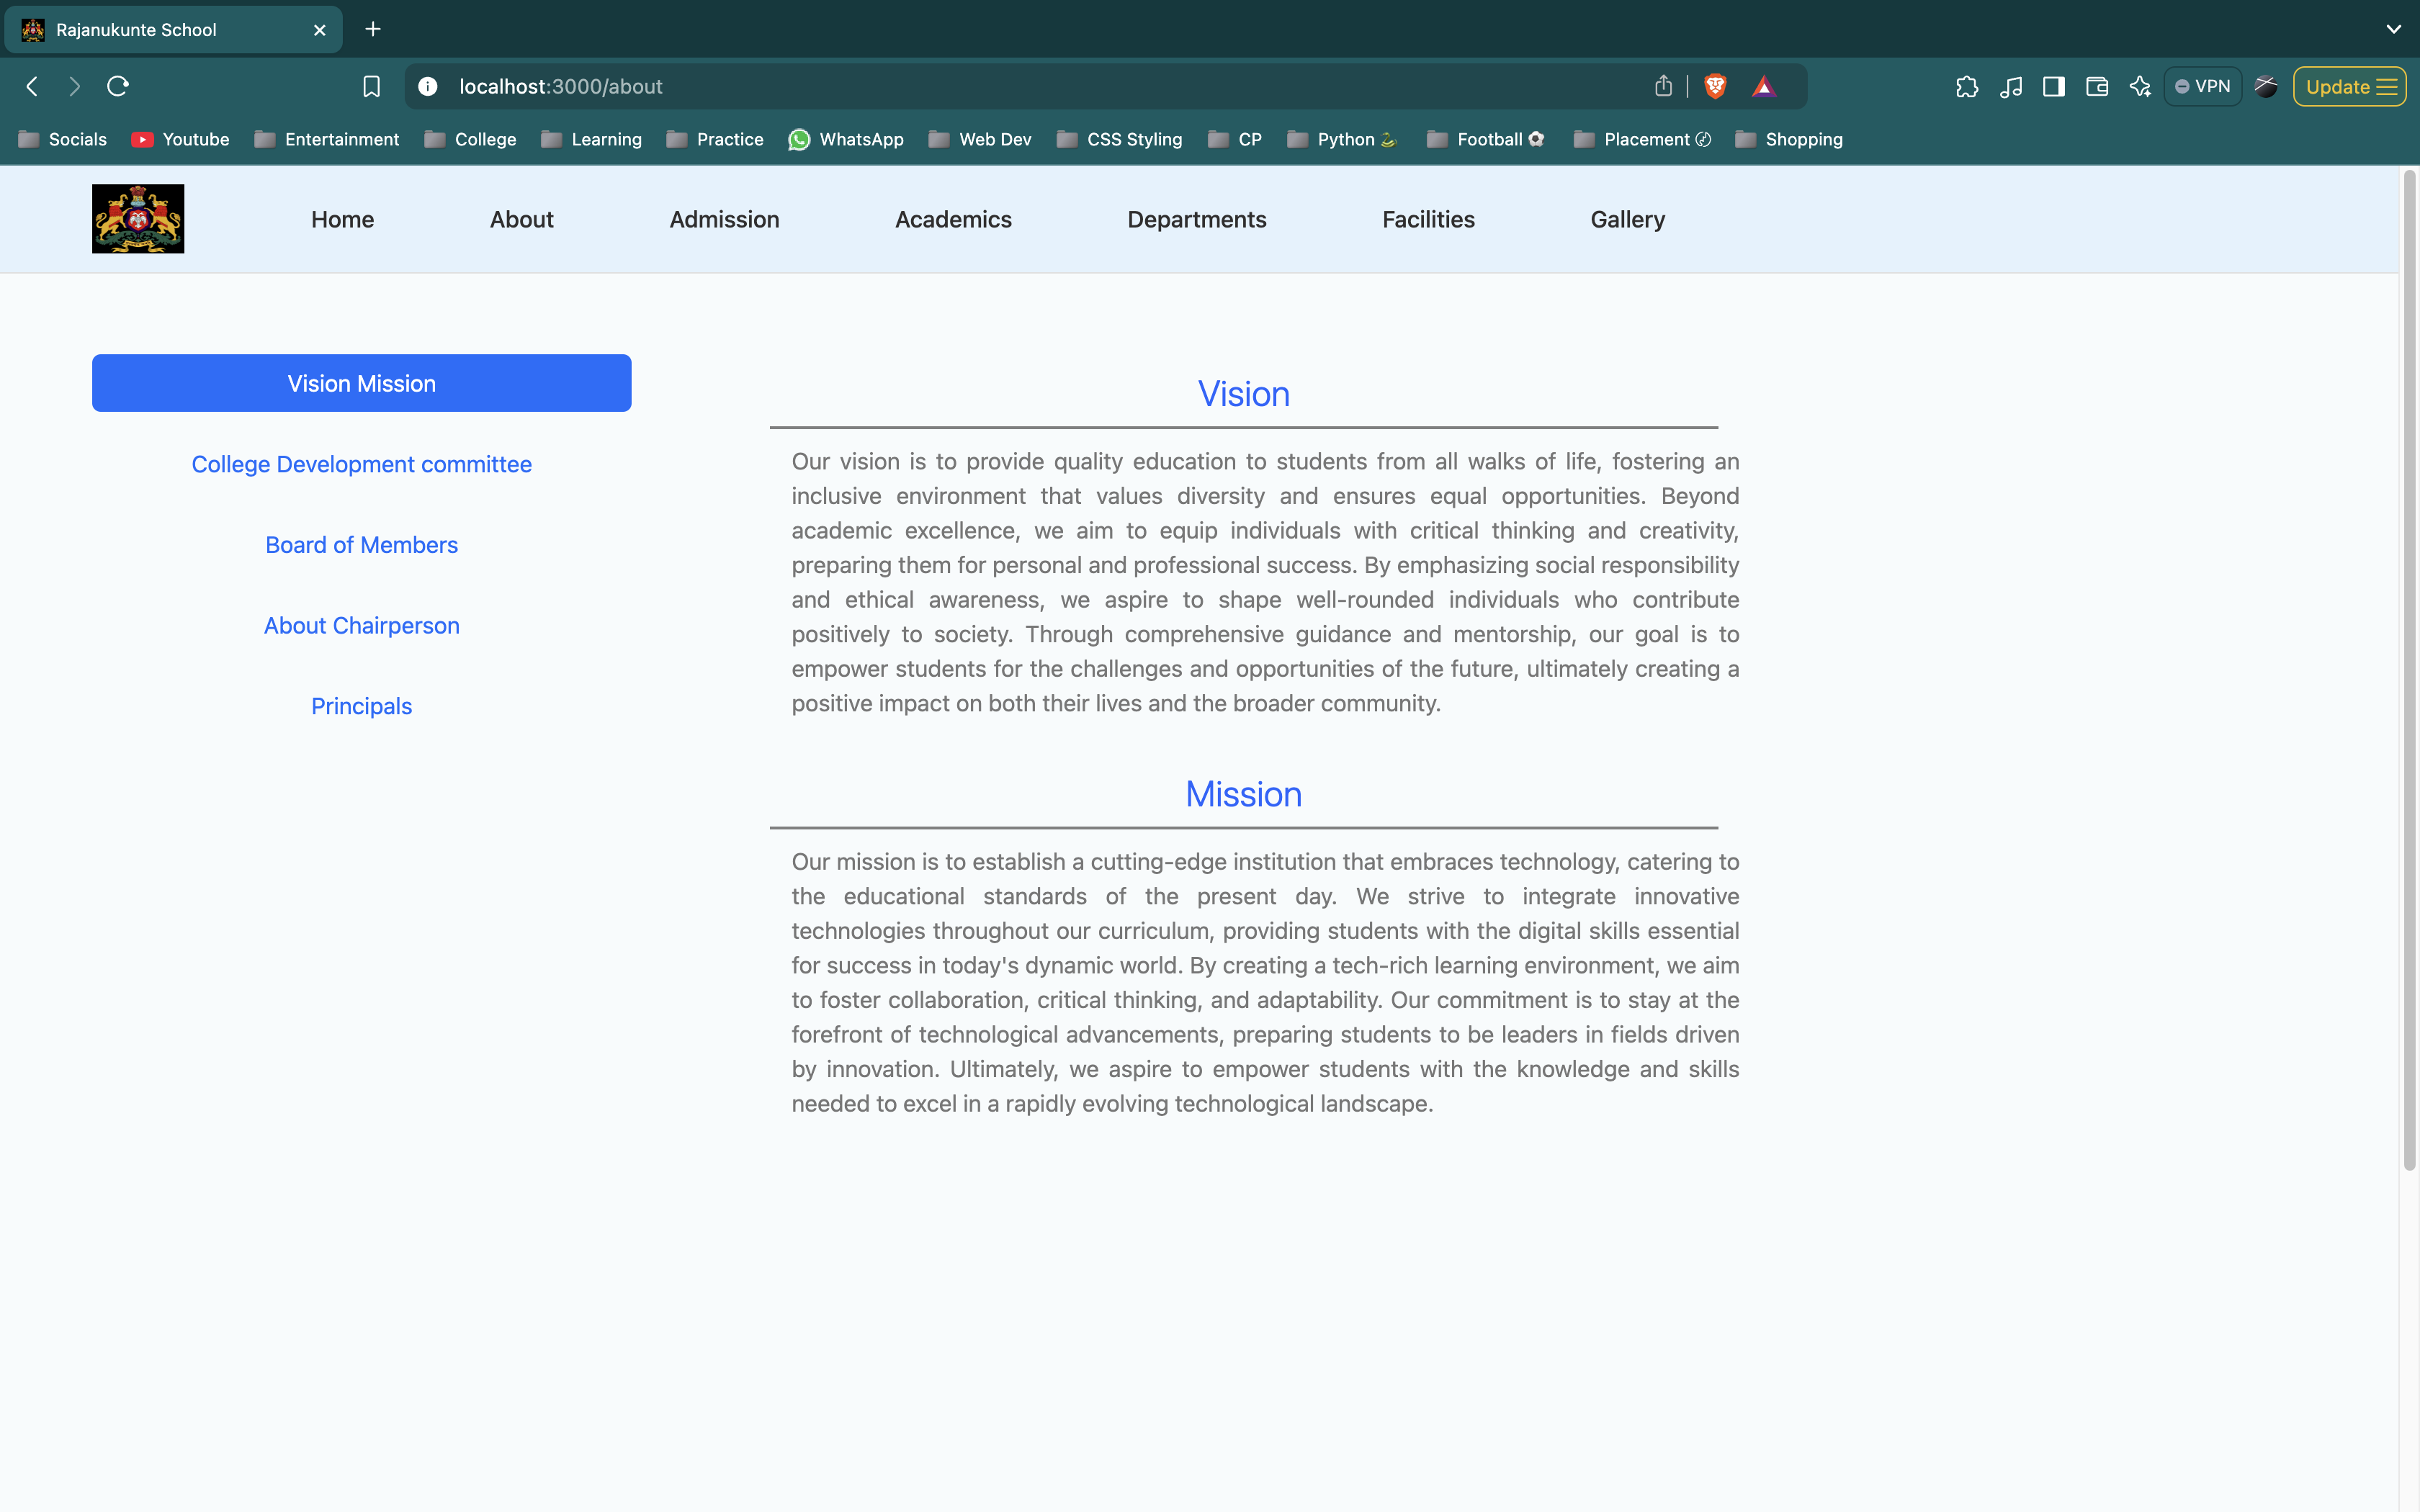 Rajanukunte School
localhost:3000/about
VPN
Update
Socials Youtube Entertainment College Learning Practice WhatsApp Web Dev CSS Styling CP Python Football Placement Shopping
Home About Admission Academics Departments Facilities Gallery
Vision Mission
College Development committee
Board of Members
About Chairperson
Principals
Vision
Our vision is to provide quality education to students from all walks of life, fostering an
inclusive environment that values diversity and ensures equal opportunities. Beyond
academic excellence, we aim to equip individuals with critical thinking and creativity,
preparing them for personal and professional success. By emphasizing social responsibility
and ethical awareness, we aspire to shape well-rounded individuals who contribute
positively to society. Through comprehensive guidance and mentorship, our goal is to
empower students for the challenges and opportunities of the future, ultimately creating a
positive impact on both their lives and the broader community.
Mission
Our mission is to establish a cutting-edge institution that embraces technology, catering to
the educational standards of the present day. We strive to integrate innovative
technologies throughout our curriculum, providing students with the digital skills essential
for success in today's dynamic world. By creating a tech-rich learning environment, we aim
to foster collaboration, critical thinking, and adaptability. Our commitment is to stay at the
forefront of technological advancements, preparing students to be leaders in fields driven
by innovation. Ultimately, we aspire to empower students with the knowledge and skills
needed to excel in a rapidly evolving technological landscape.